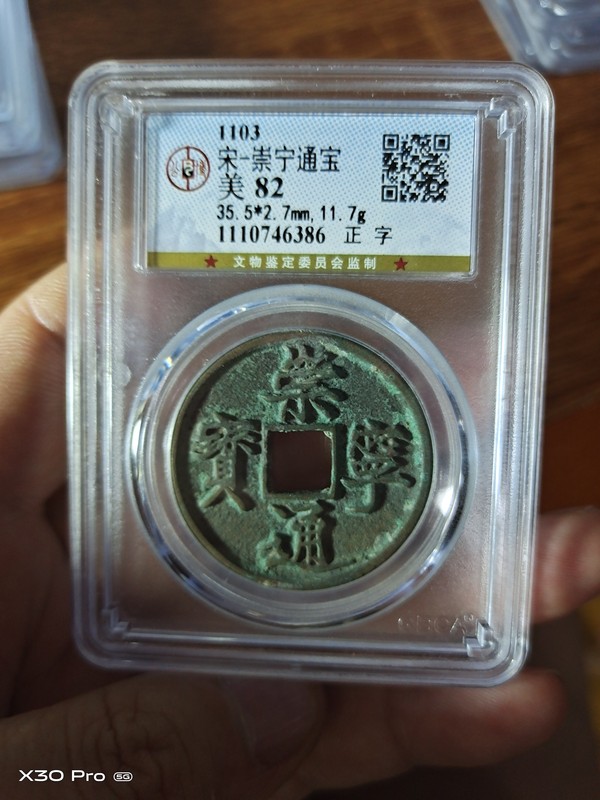 1103
宋-崇宁通宝
美 82
35.5*2.7mm,11.7g
1110746386 正 字
★ 文物鉴定委员会监制 ★
崇
寶 寧
通
X30 Pro 5G